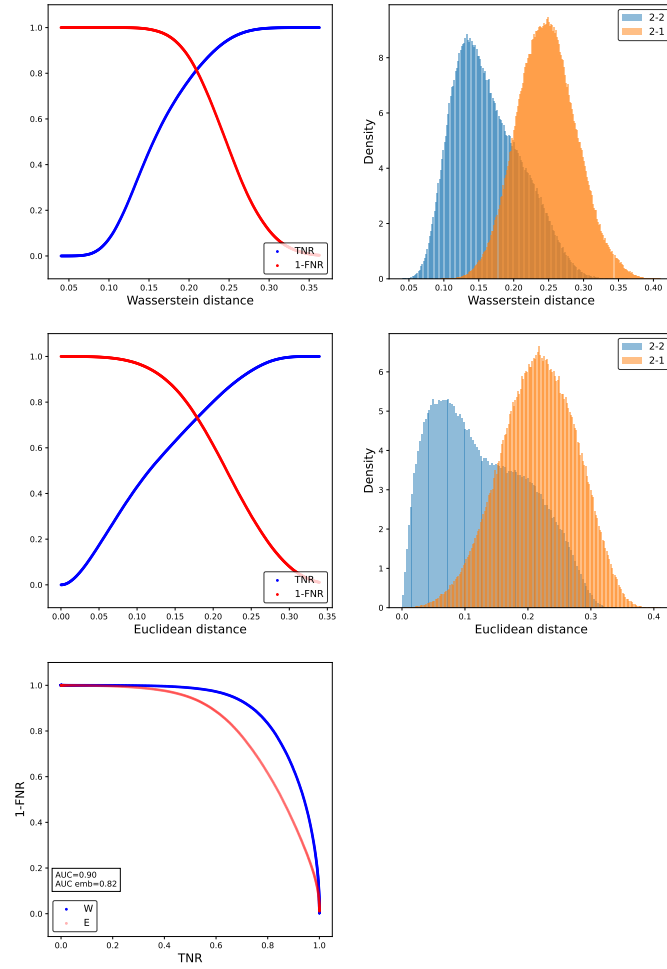 1.0
0.8
0.6
0.4
0.2
0.0
TNR
1-FNR
0.05 0.10 0.15 0.20 0.25 0.30 0.35
Wasserstein distance
2-2
2-1
Density
8
6
4
2
0
0.05 0.10 0.15 0.20 0.25 0.30 0.35 0.40
Wasserstein distance
1.0
0.8
0.6
0.4
0.2
0.0
TNR
1-FNR
0.00 0.05 0.10 0.15 0.20 0.25 0.30 0.35
Euclidean distance
2-2
2-1
Density
6
5
4
3
2
1
0
0.0 0.1 0.2 0.3 0.4
Euclidean distance
1-FNR
1.0
0.8
0.6
0.4
0.2
0.0
AUC=0.90
AUC emb=0.82
W
E
0.0 0.2 0.4 0.6 0.8 1.0
TNR